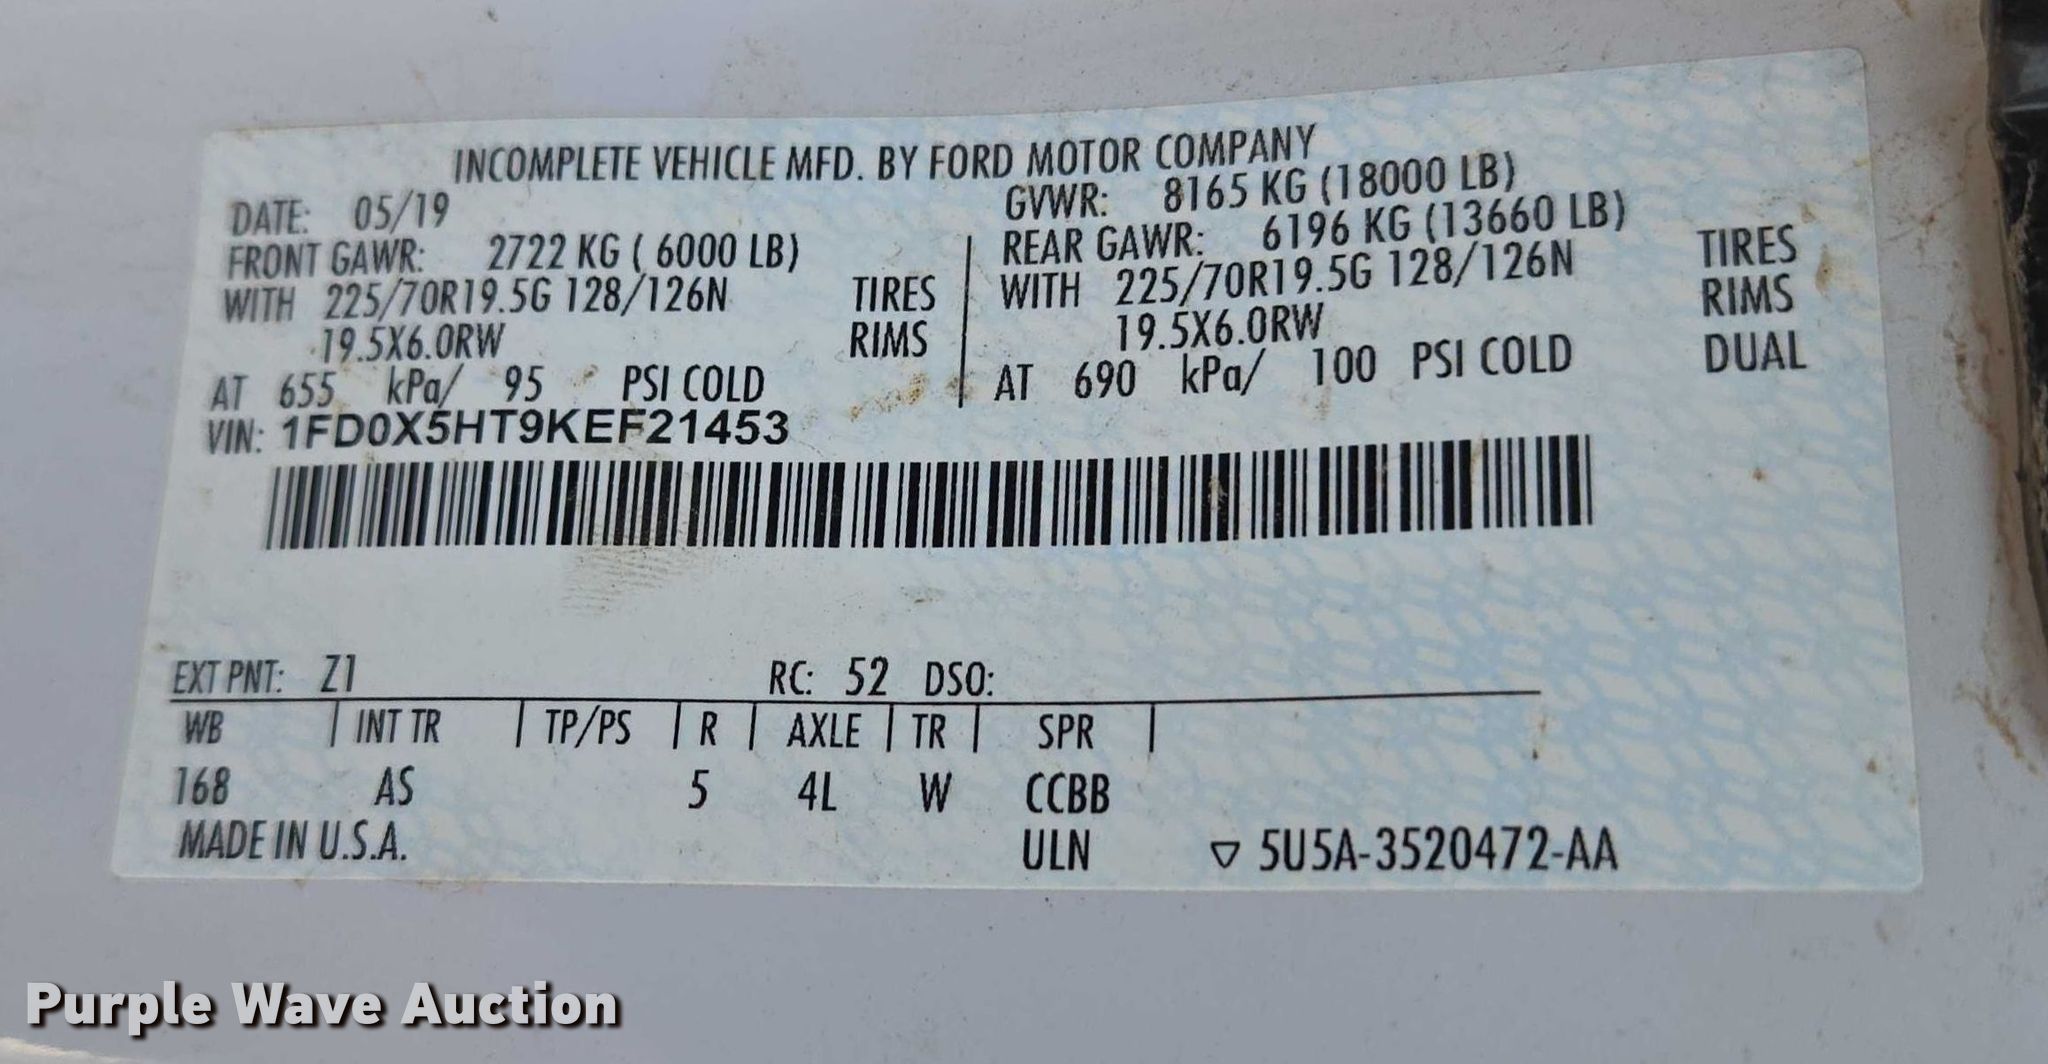 INCOMPLETE VEHICLE MFD. BY FORD MOTOR COMPANY
DATE: 05/19 GVWR: 8165 KG (18000 LB)
FRONT GAWR: 2722 KG ( 6000 LB) REAR GAWR: 6196 KG (13660 LB)
WITH 225/70R19.5G 128/126N TIRES WITH 225/70R19.5G 128/126N TIRES
19.5X6.0RW RIMS 19.5X6.0RW RIMS
AT 655 kPa/ 95 PSI COLD AT 690 kPa/ 100 PSI COLD DUAL
VIN: 1FD0X5HT9KEF21453
EXT PNT: Z1 RC: 52 DSO:
WB | INT TR | TP/PS | R | AXLE | TR | SPR |
168 AS 5 4L W CCBB
MADE IN U.S.A. ULN ▽ 5U5A-3520472-AA
Purple Wave Auction